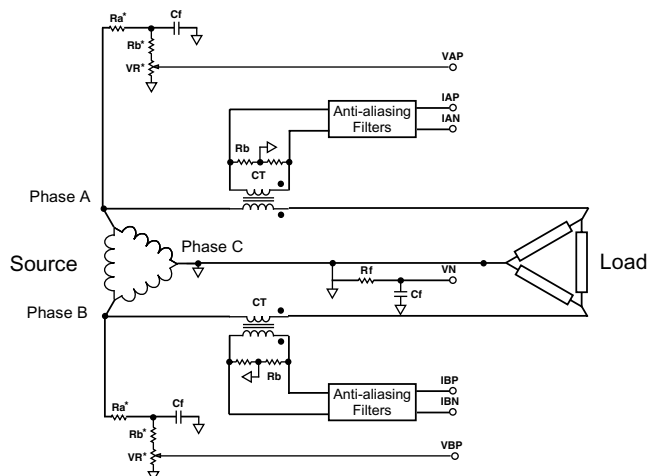 Ra*
Cf
Rb*
VR*
VAP
IAP
Anti-aliasing
Filters
IAN
Rb
CT
Phase A
Phase C
Source
Rf
VN
Load
Cf
Phase B
CT
Rb
IBP
Anti-aliasing
Filters
IBN
Ra*
Cf
Rb*
VR*
VBP